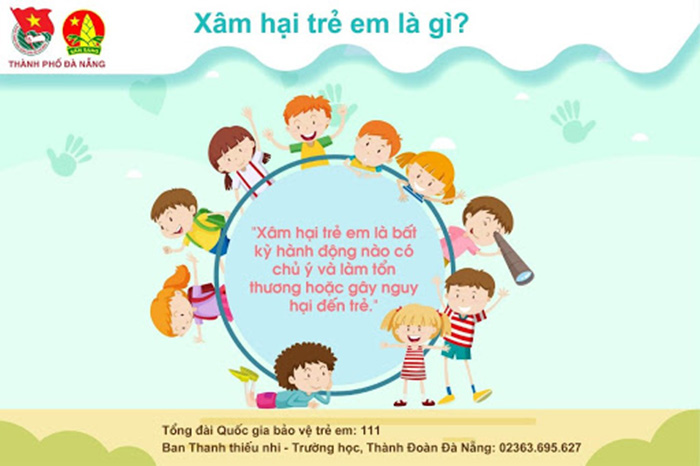 Xâm hại trẻ em là gì?
SẴN SÀNG
THÀNH PHỐ ĐÀ NẴNG
"Xâm hại trẻ em là bất
kỳ hành động nào có
chủ ý và làm tổn
thương hoặc gây nguy
hại đến trẻ."
Tổng đài Quốc gia bảo vệ trẻ em: 111
Ban Thanh thiếu nhi - Trường học, Thành Đoàn Đà Nẵng: 02363.695.627